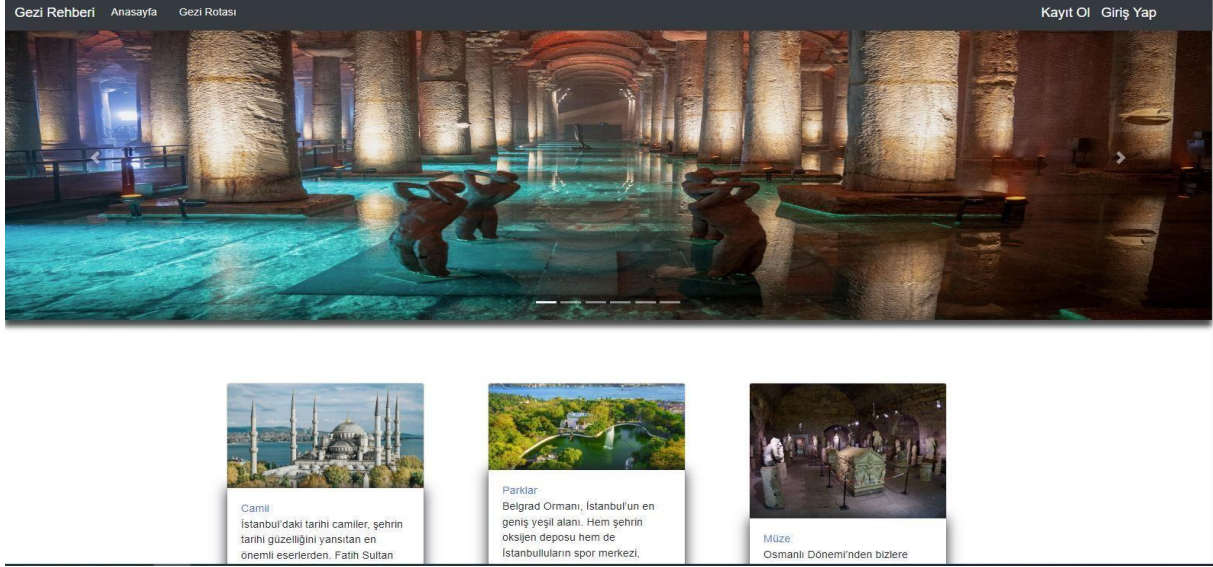 Gezi Rehberi Anasayfa Gezi Rotası Kayıt Ol Giriş Yap
Camii
İstanbul'daki tarihi camiler, şehrin
tarihi güzelliğini yansıtan en
önemli eserlerden. Fatih Sultan
Parklar
Belgrad Ormanı, İstanbul'un en
geniş yeşil alanı. Hem şehrin
oksijen deposu hem de
İstanbulluların spor merkezi,
Müze
Osmanlı Dönemi'nden bizlere